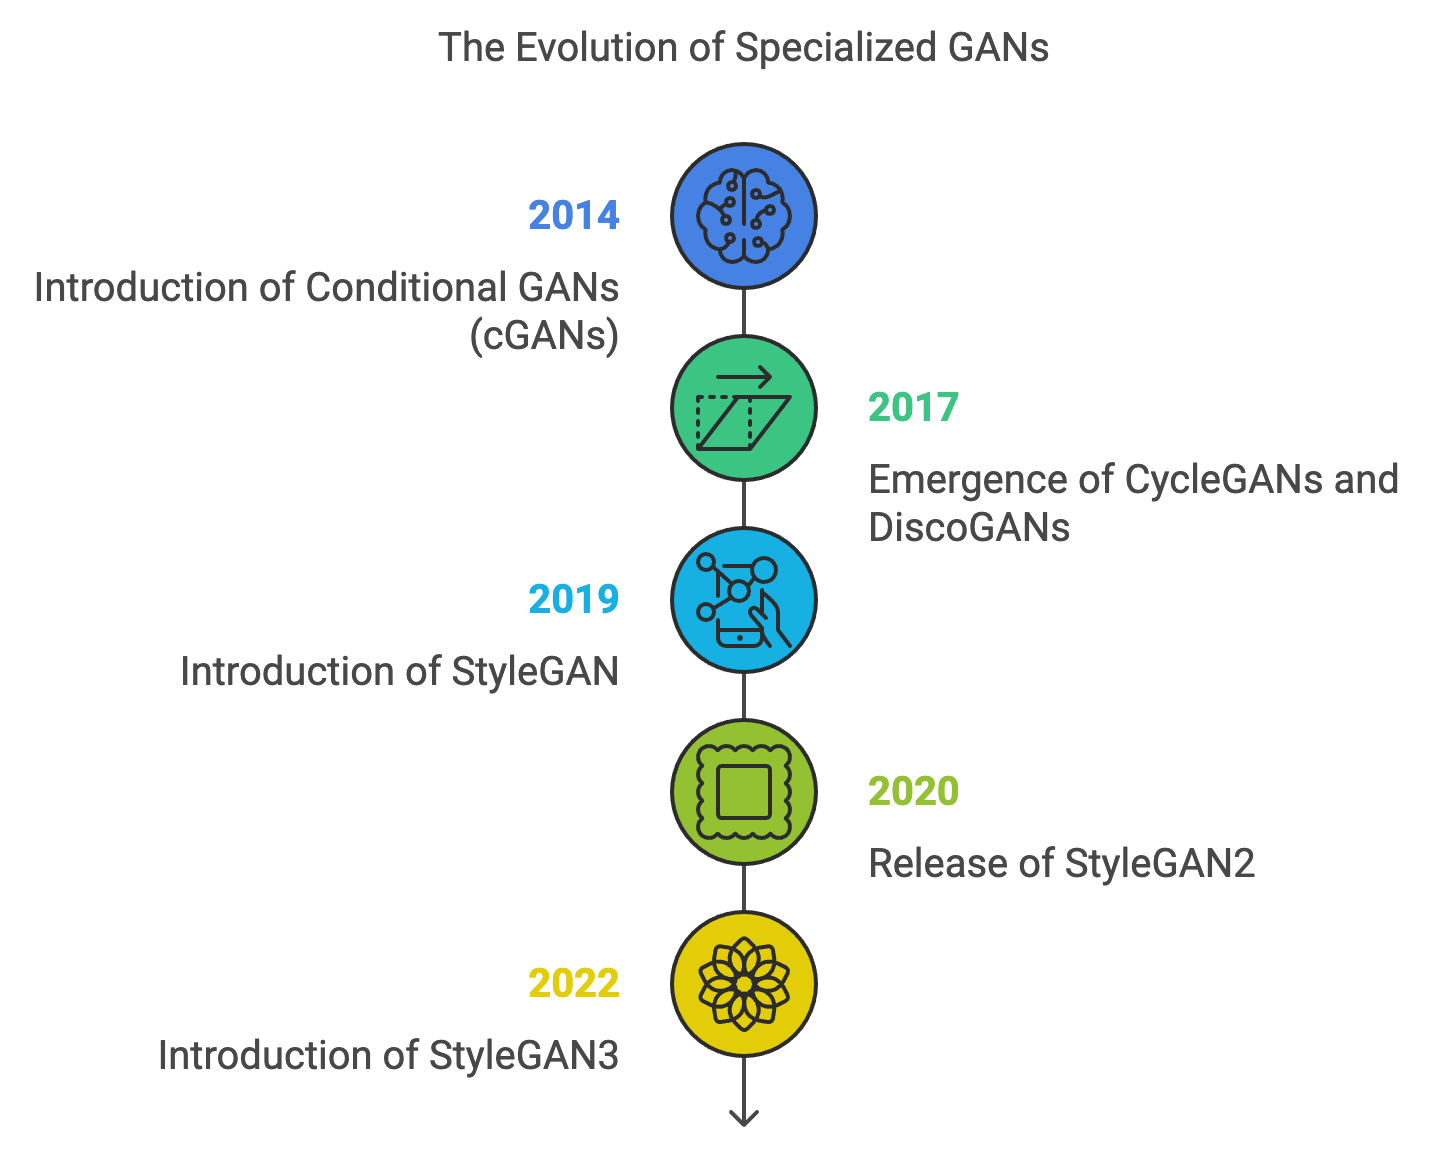 The Evolution of Specialized GANs
2014
Introduction of Conditional GANs
(cGANs)
2017
Emergence of CycleGANs and
DiscoGANs
2019
Introduction of StyleGAN
2020
Release of StyleGAN2
2022
Introduction of StyleGAN3